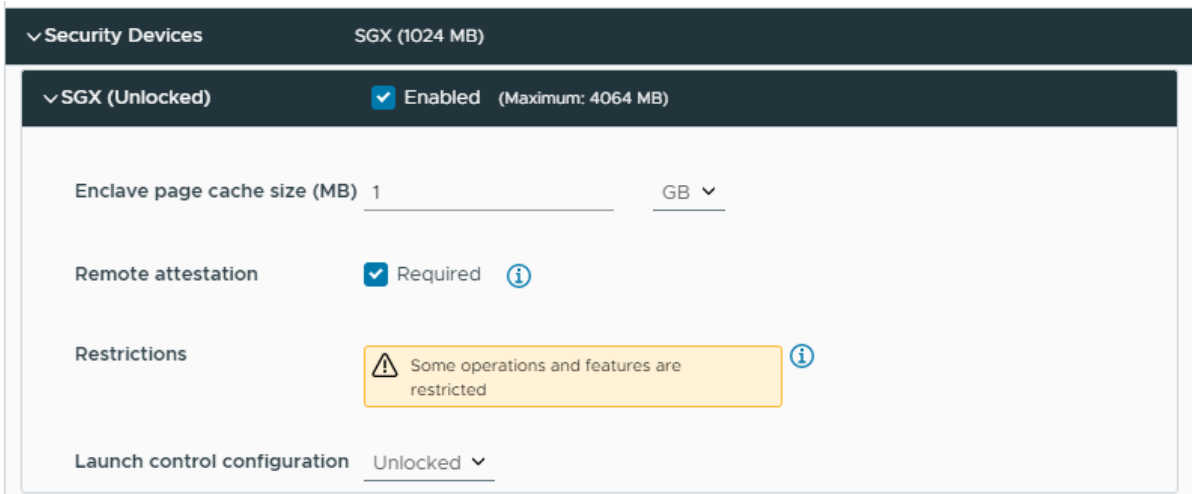 Security Devices SGX (1024 MB)
SGX (Unlocked) Enabled (Maximum: 4064 MB)
Enclave page cache size (MB) 1 GB
Remote attestation Required
Restrictions Some operations and features are
restricted
Launch control configuration Unlocked